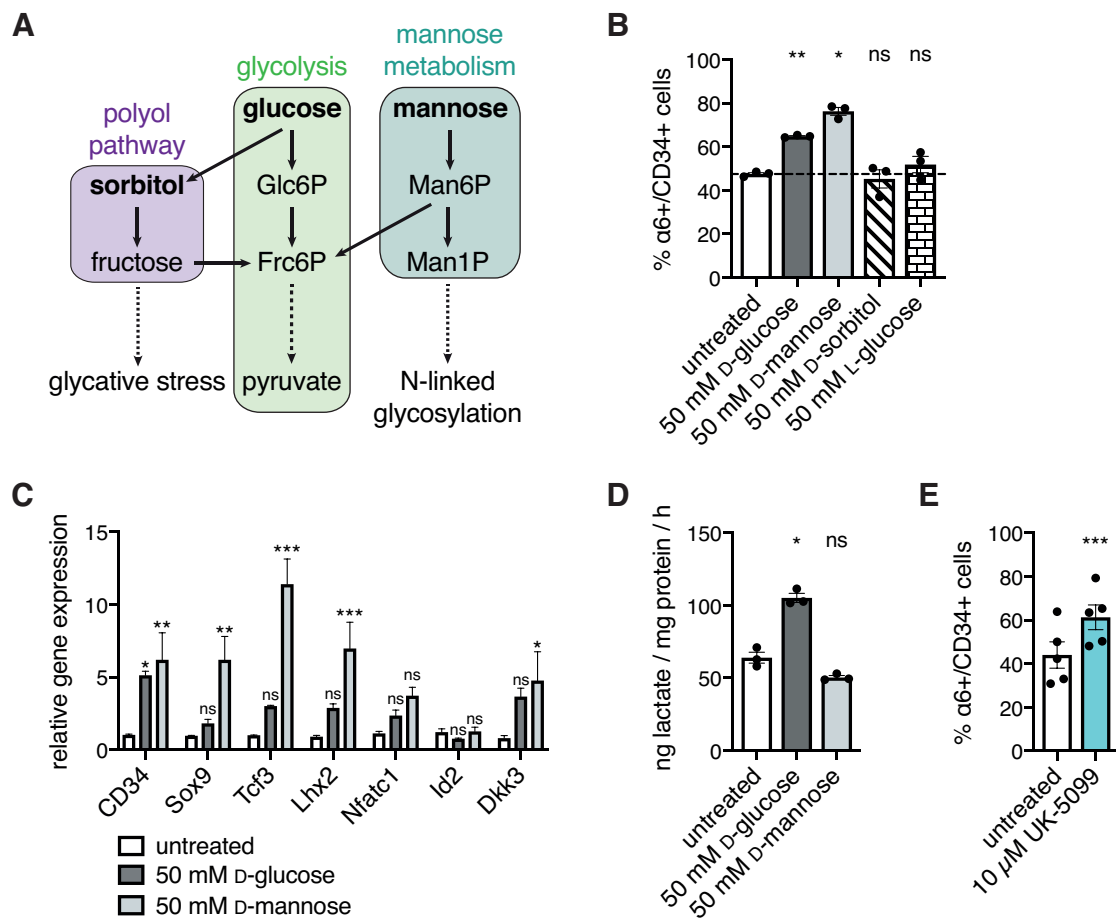 A
polyol
pathway
glycolysis
mannose
metabolism
glucose
mannose
sorbitol
Glc6P
Man6P
fructose
Frc6P
Man1P
glycative stress
pyruvate
N-linked
glycosylation
B
% α6+/CD34+ cells
100
80
60
40
20
0
**
*
ns
ns
untreated
50 mM D-glucose
50 mM D-mannose
50 mM D-sorbitol
50 mM L-glucose
C
relative gene expression
15
10
5
0
*
**
ns
**
ns
***
ns
***
ns
ns
ns
ns
ns
*
CD34
Sox9
Tcf3
Lhx2
Nfatc1
Id2
Dkk3
untreated
50 mM D-glucose
50 mM D-mannose
D
ng lactate / mg protein / h
150
100
50
0
*
ns
untreated
50 mM D-glucose
50 mM D-mannose
E
% α6+/CD34+ cells
100
80
60
40
20
0
***
untreated
10 µM UK-5099